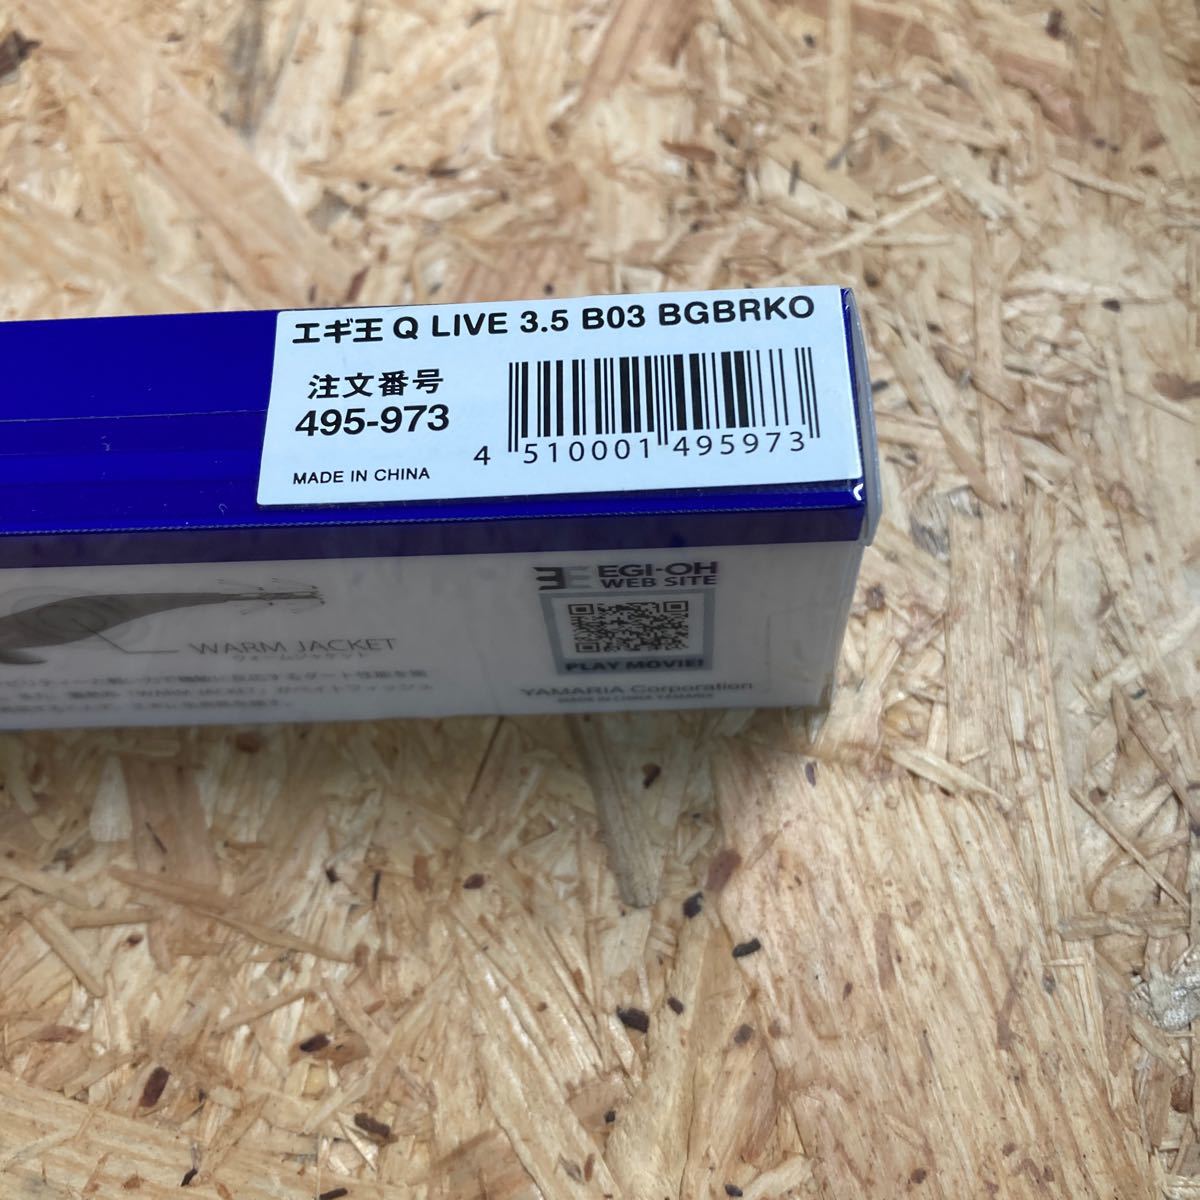 エギ王 Q LIVE 3.5 B03 BGBRKO
注文番号
495-973
4 510001 495973
MADE IN CHINA
EGI-OH
WEB SITE
WARM JACKET
ウォームジャケット
PLAY MOVIE!
YAMARIA Corporation